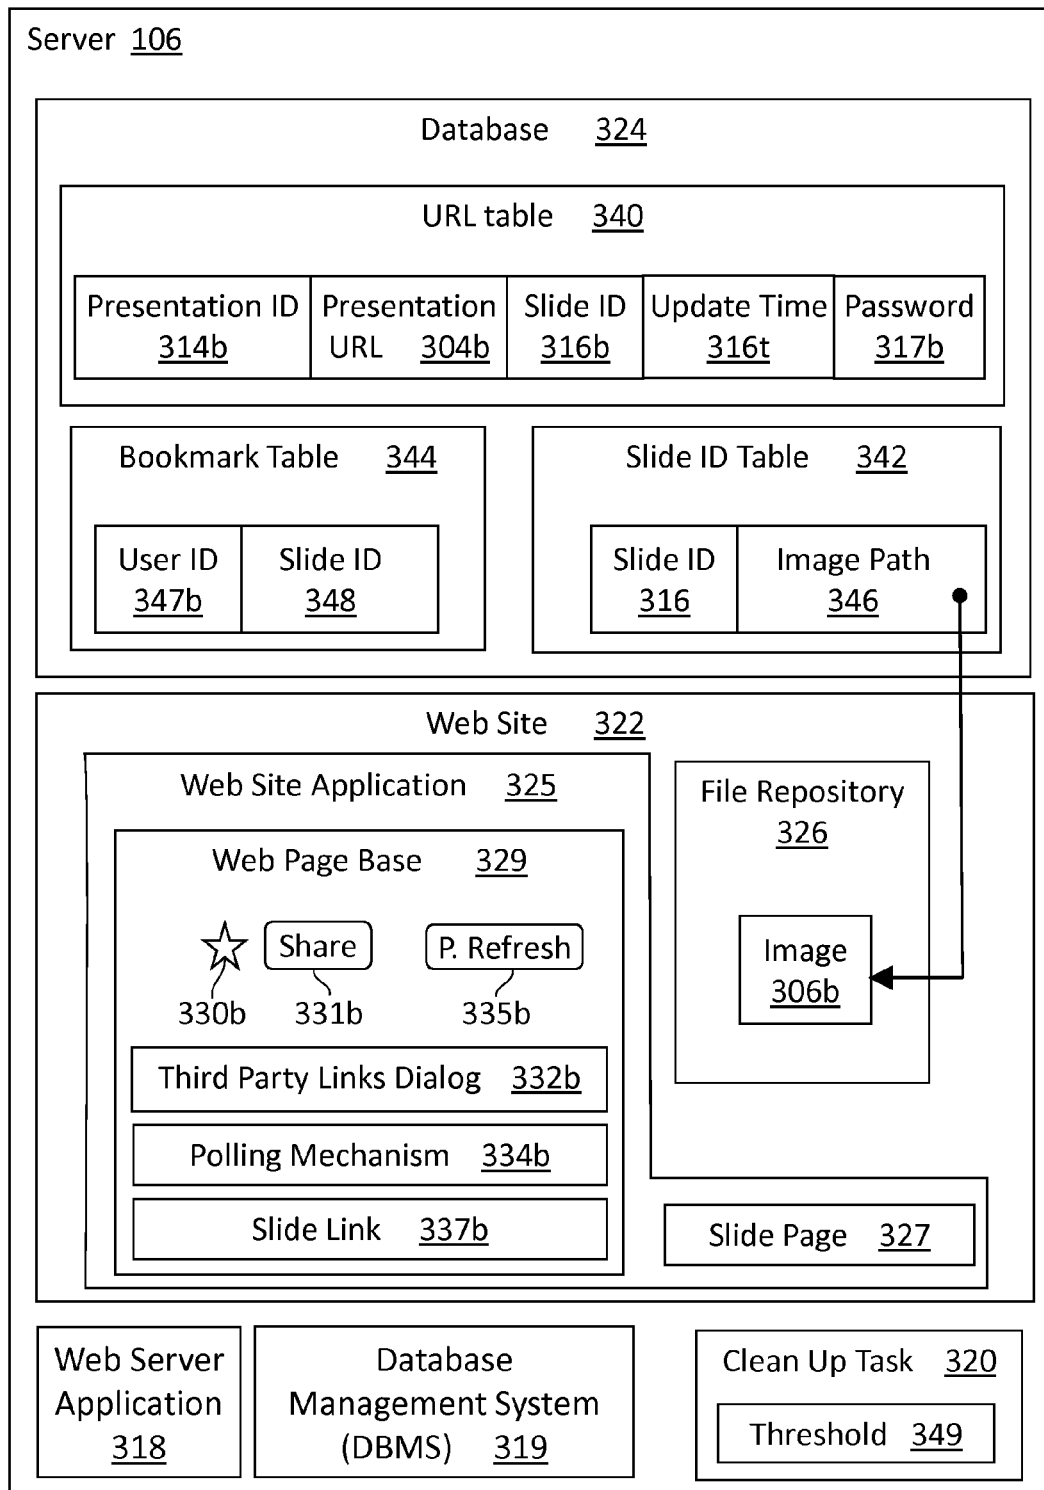 Server 106
Database 324
URL table 340
Presentation ID
314b
Presentation
URL 304b
Slide ID
316b
Update Time
316t
Password
317b
Bookmark Table 344
User ID
347b
Slide ID
348
Slide ID Table 342
Slide ID
316
Image Path
346
Web Site 322
Web Site Application 325
Web Page Base 329
Share
P. Refresh
330b
331b
335b
Third Party Links Dialog 332b
Polling Mechanism 334b
Slide Link 337b
File Repository
326
Image
306b
Slide Page 327
Web Server
Application
318
Database
Management System
(DBMS) 319
Clean Up Task 320
Threshold 349